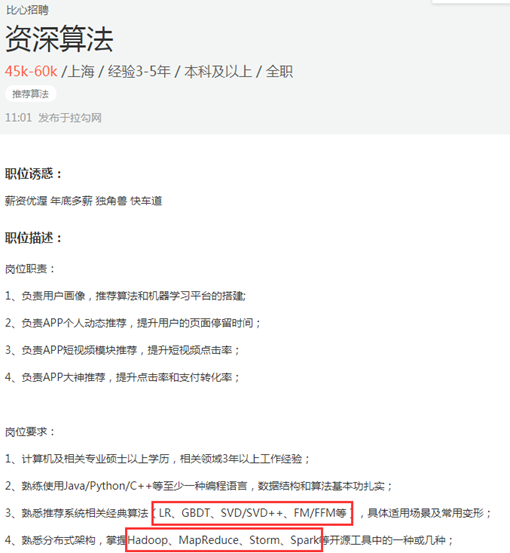 比心招聘
资深算法
45k-60k /上海 / 经验3-5年 / 本科及以上 / 全职
推荐算法
11:01 发布于拉勾网
职位诱惑：
薪资优渥 年底多薪 独角兽 快车道
职位描述：
岗位职责：
1、负责用户画像，推荐算法和机器学习平台的搭建;
2、负责APP个人动态推荐，提升用户的页面停留时间；
3、负责APP短视频模块推荐，提升短视频点击率；
4、负责APP大神推荐，提升点击率和支付转化率；
岗位要求：
1、计算机及相关专业硕士以上学历，相关领域3年以上工作经验；
2、熟练使用Java/Python/C++等至少一种编程语言，数据结构和算法基本功扎实；
3、熟悉推荐系统相关经典算法（LR、GBDT、SVD/SVD++、FM/FFM等），具体适用场景及常用变形；
4、熟悉分布式架构，掌握Hadoop、MapReduce、Storm、Spark等开源工具中的一种或几种；